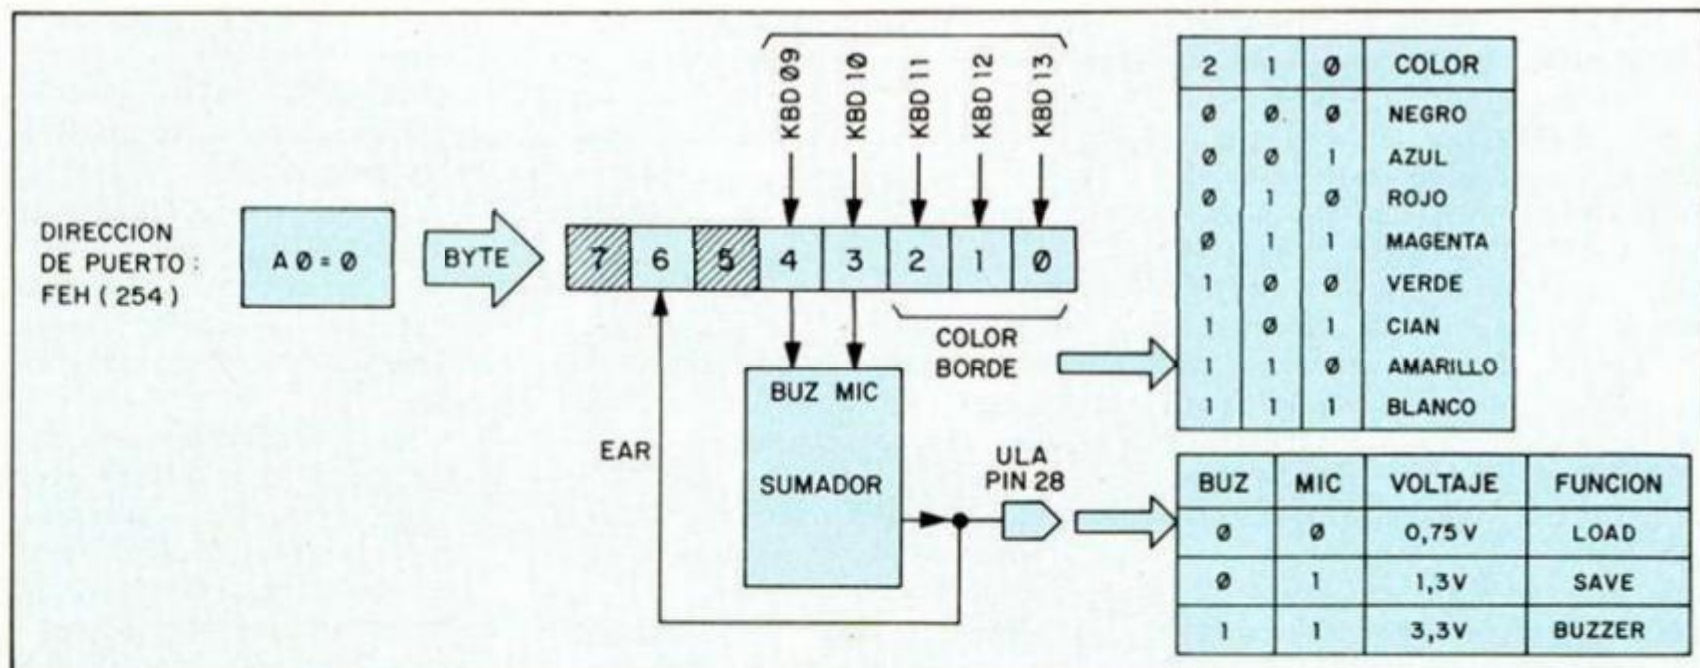 DIRECCION
DE PUERTO :
FEH ( 254 )
A Ø = Ø
BYTE
KBD 09
KBD 10
KBD 11
KBD 12
KBD 13
7 6 5 4 3 2 1 Ø
COLOR
BORDE
BUZ MIC
SUMADOR
EAR
ULA
PIN 28
2 1 Ø COLOR
Ø Ø. Ø NEGRO
Ø Ø 1 AZUL
Ø 1 Ø ROJO
Ø 1 1 MAGENTA
1 Ø Ø VERDE
1 Ø 1 CIAN
1 1 Ø AMARILLO
1 1 1 BLANCO
BUZ MIC VOLTAJE FUNCION
Ø Ø 0,75 V LOAD
Ø 1 1,3V SAVE
1 1 3,3V BUZZER